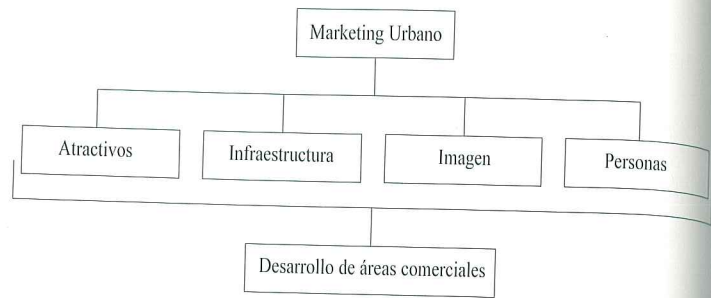 Marketing Urbano
Atractivos
Infraestructura
Imagen
Personas
Desarrollo de áreas comerciales